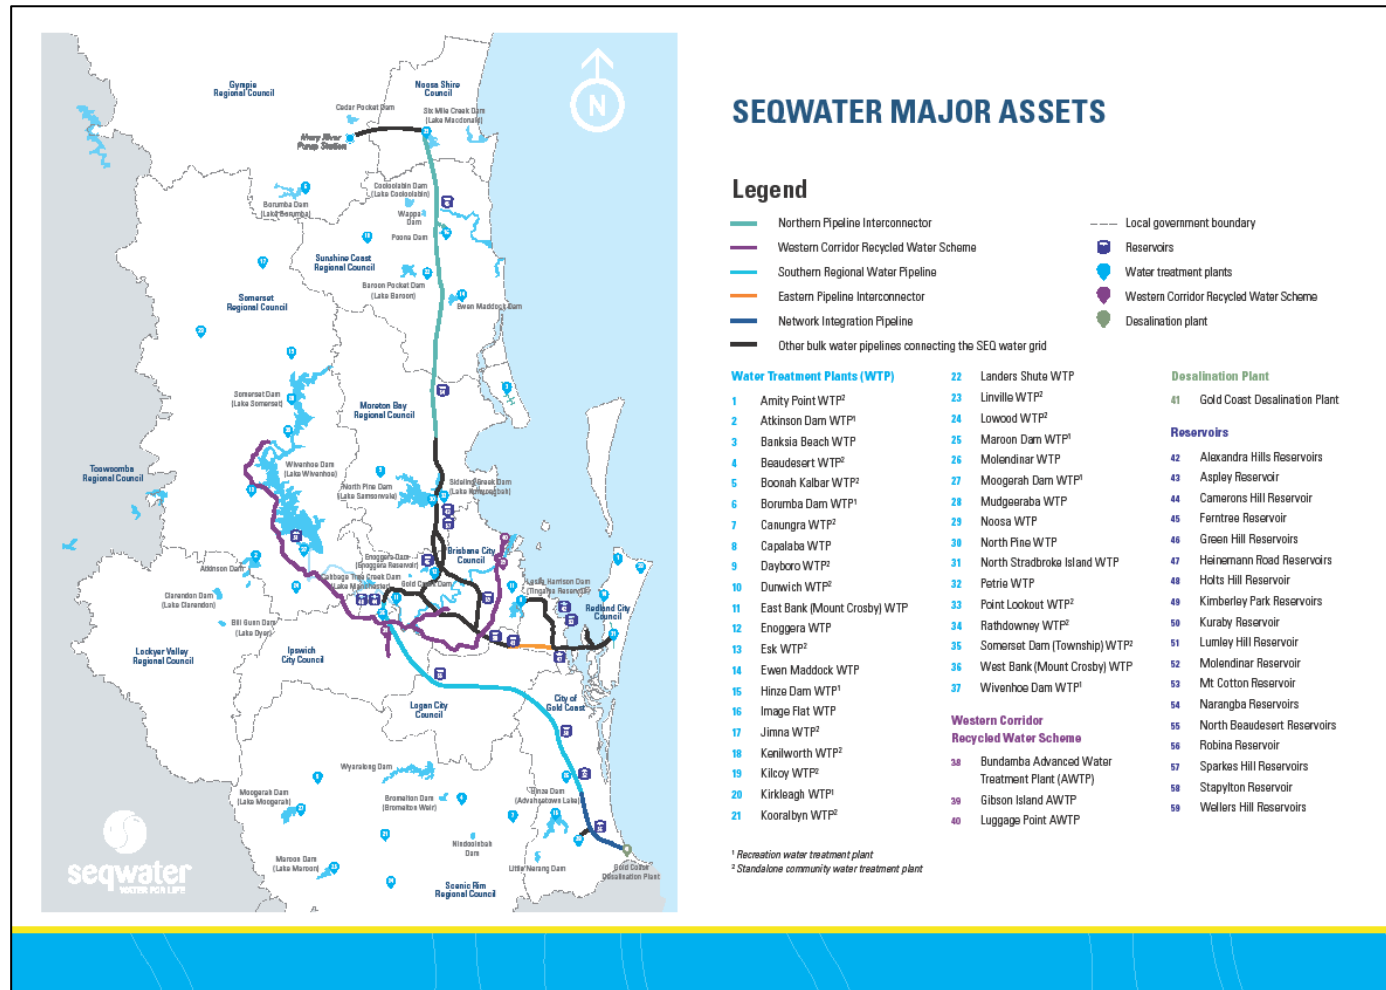 SEQWATER MAJOR ASSETS
Legend
Northern Pipeline Interconnector
Western Corridor Recycled Water Scheme
Southern Regional Water Pipeline
Eastern Pipeline Interconnector
Network Integration Pipeline
Other bulk water pipelines connecting the SEQ water grid
Local government boundary
Reservoirs
Water treatment plants
Western Corridor Recycled Water Scheme
Desalination plant
Water Treatment Plants (WTP)
1 Amity Point WTP²
2 Atkinson Dam WTP¹
3 Banksia Beach WTP
4 Beaudesert WTP²
5 Boonah Kalbar WTP²
6 Borumba Dam WTP¹
7 Canungra WTP²
8 Capalaba WTP
9 Dayboro WTP²
10 Dunwich WTP²
11 East Bank (Mount Crosby) WTP
12 Enoggera WTP
13 Esk WTP²
14 Ewen Maddock WTP
15 Hinze Dam WTP¹
16 Image Flat WTP
17 Jimna WTP²
18 Kenilworth WTP²
19 Kilcoy WTP²
20 Kirkleagh WTP¹
21 Kooralbyn WTP²
22 Landers Shute WTP
23 Linville WTP²
24 Lowood WTP²
25 Maroon Dam WTP¹
26 Molendinar WTP
27 Moogerah Dam WTP¹
28 Mudgeeraba WTP
29 Noosa WTP
30 North Pine WTP
31 North Stradbroke Island WTP
32 Petrie WTP
33 Point Lookout WTP²
34 Rathdowney WTP²
35 Somerset Dam (Township) WTP²
36 West Bank (Mount Crosby) WTP
37 Wivenhoe Dam WTP¹
Western Corridor
Recycled Water Scheme
38 Bundamba Advanced Water
Treatment Plant (AWTP)
39 Gibson Island AWTP
40 Luggage Point AWTP
Desalination Plant
41 Gold Coast Desalination Plant
Reservoirs
42 Alexandra Hills Reservoirs
43 Aspley Reservoir
44 Camerons Hill Reservoir
45 Ferntree Reservoir
46 Green Hill Reservoirs
47 Heinemann Road Reservoirs
48 Holts Hill Reservoir
49 Kimberley Park Reservoirs
50 Kuraby Reservoir
51 Lumley Hill Reservoir
52 Molendinar Reservoir
53 Mt Cotton Reservoir
54 Narangba Reservoirs
55 North Beaudesert Reservoirs
56 Robina Reservoir
57 Sparkes Hill Reservoirs
58 Stapylton Reservoir
59 Wellers Hill Reservoirs
¹ Recreation water treatment plant
² Standalone community water treatment plant
N
Gympie
Regional Council
Noosa Shire
Council
Cedar Pocket Dam
Six Mile Creek Dam
(Lake Macdonald)
Mary River
Pump Station
Cooloolabin Dam
(Lake Cooloolabin)
Borumba Dam
(Lake Borumba)
Wappa
Dam
Poona Dam
Sunshine Coast
Regional Council
Baroon Pocket Dam
(Lake Baroon)
Somerset
Regional Council
Ewen Maddock Dam
Somerset Dam
(Lake Somerset)
Moreton Bay
Regional Council
Toowoomba
Regional Council
Wivenhoe Dam
(Lake Wivenhoe)
North Pine Dam
(Lake Samsonvale)
Sideling Creek Dam
(Lake Kurwongbah)
Brisbane City
Council
Enoggera Dam
(Enoggera Reservoir)
Atkinson Dam
Cabbage Tree Creek Dam
(Lake Manchester)
Gold Creek Dam
Leslie Harrison Dam
(Tingalpa Reservoir)
Clarendon Dam
(Lake Clarendon)
Redland City
Council
Bill Gunn Dam
(Lake Dyer)
Lockyer Valley
Regional Council
Ipswich
City Council
Logan City
Council
City of
Gold Coast
Wyaralong Dam
Moogerah Dam
(Lake Moogerah)
Bromelton Dam
(Bromelton Weir)
Hinze Dam
(Advancetown Lake)
Nindooinbah
Dam
Maroon Dam
(Lake Maroon)
Little Nerang Dam
Gold Coast
Desalination Plant
Scenic Rim
Regional Council
seqwater
WATER FOR LIFE